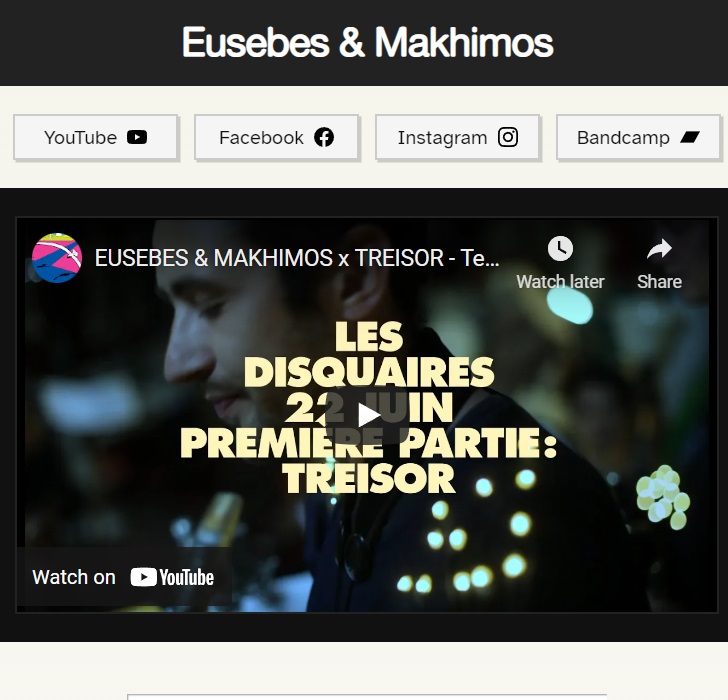 Eusebes & Makhimos
YouTube
Facebook
Instagram
Bandcamp
EUSEBES & MAKHIMOS x TREISOR - Te...
Watch later
Share
LES
DISQUAIRES
22 JUIN
PREMIÈRE PARTIE:
TREISOR
Watch on YouTube